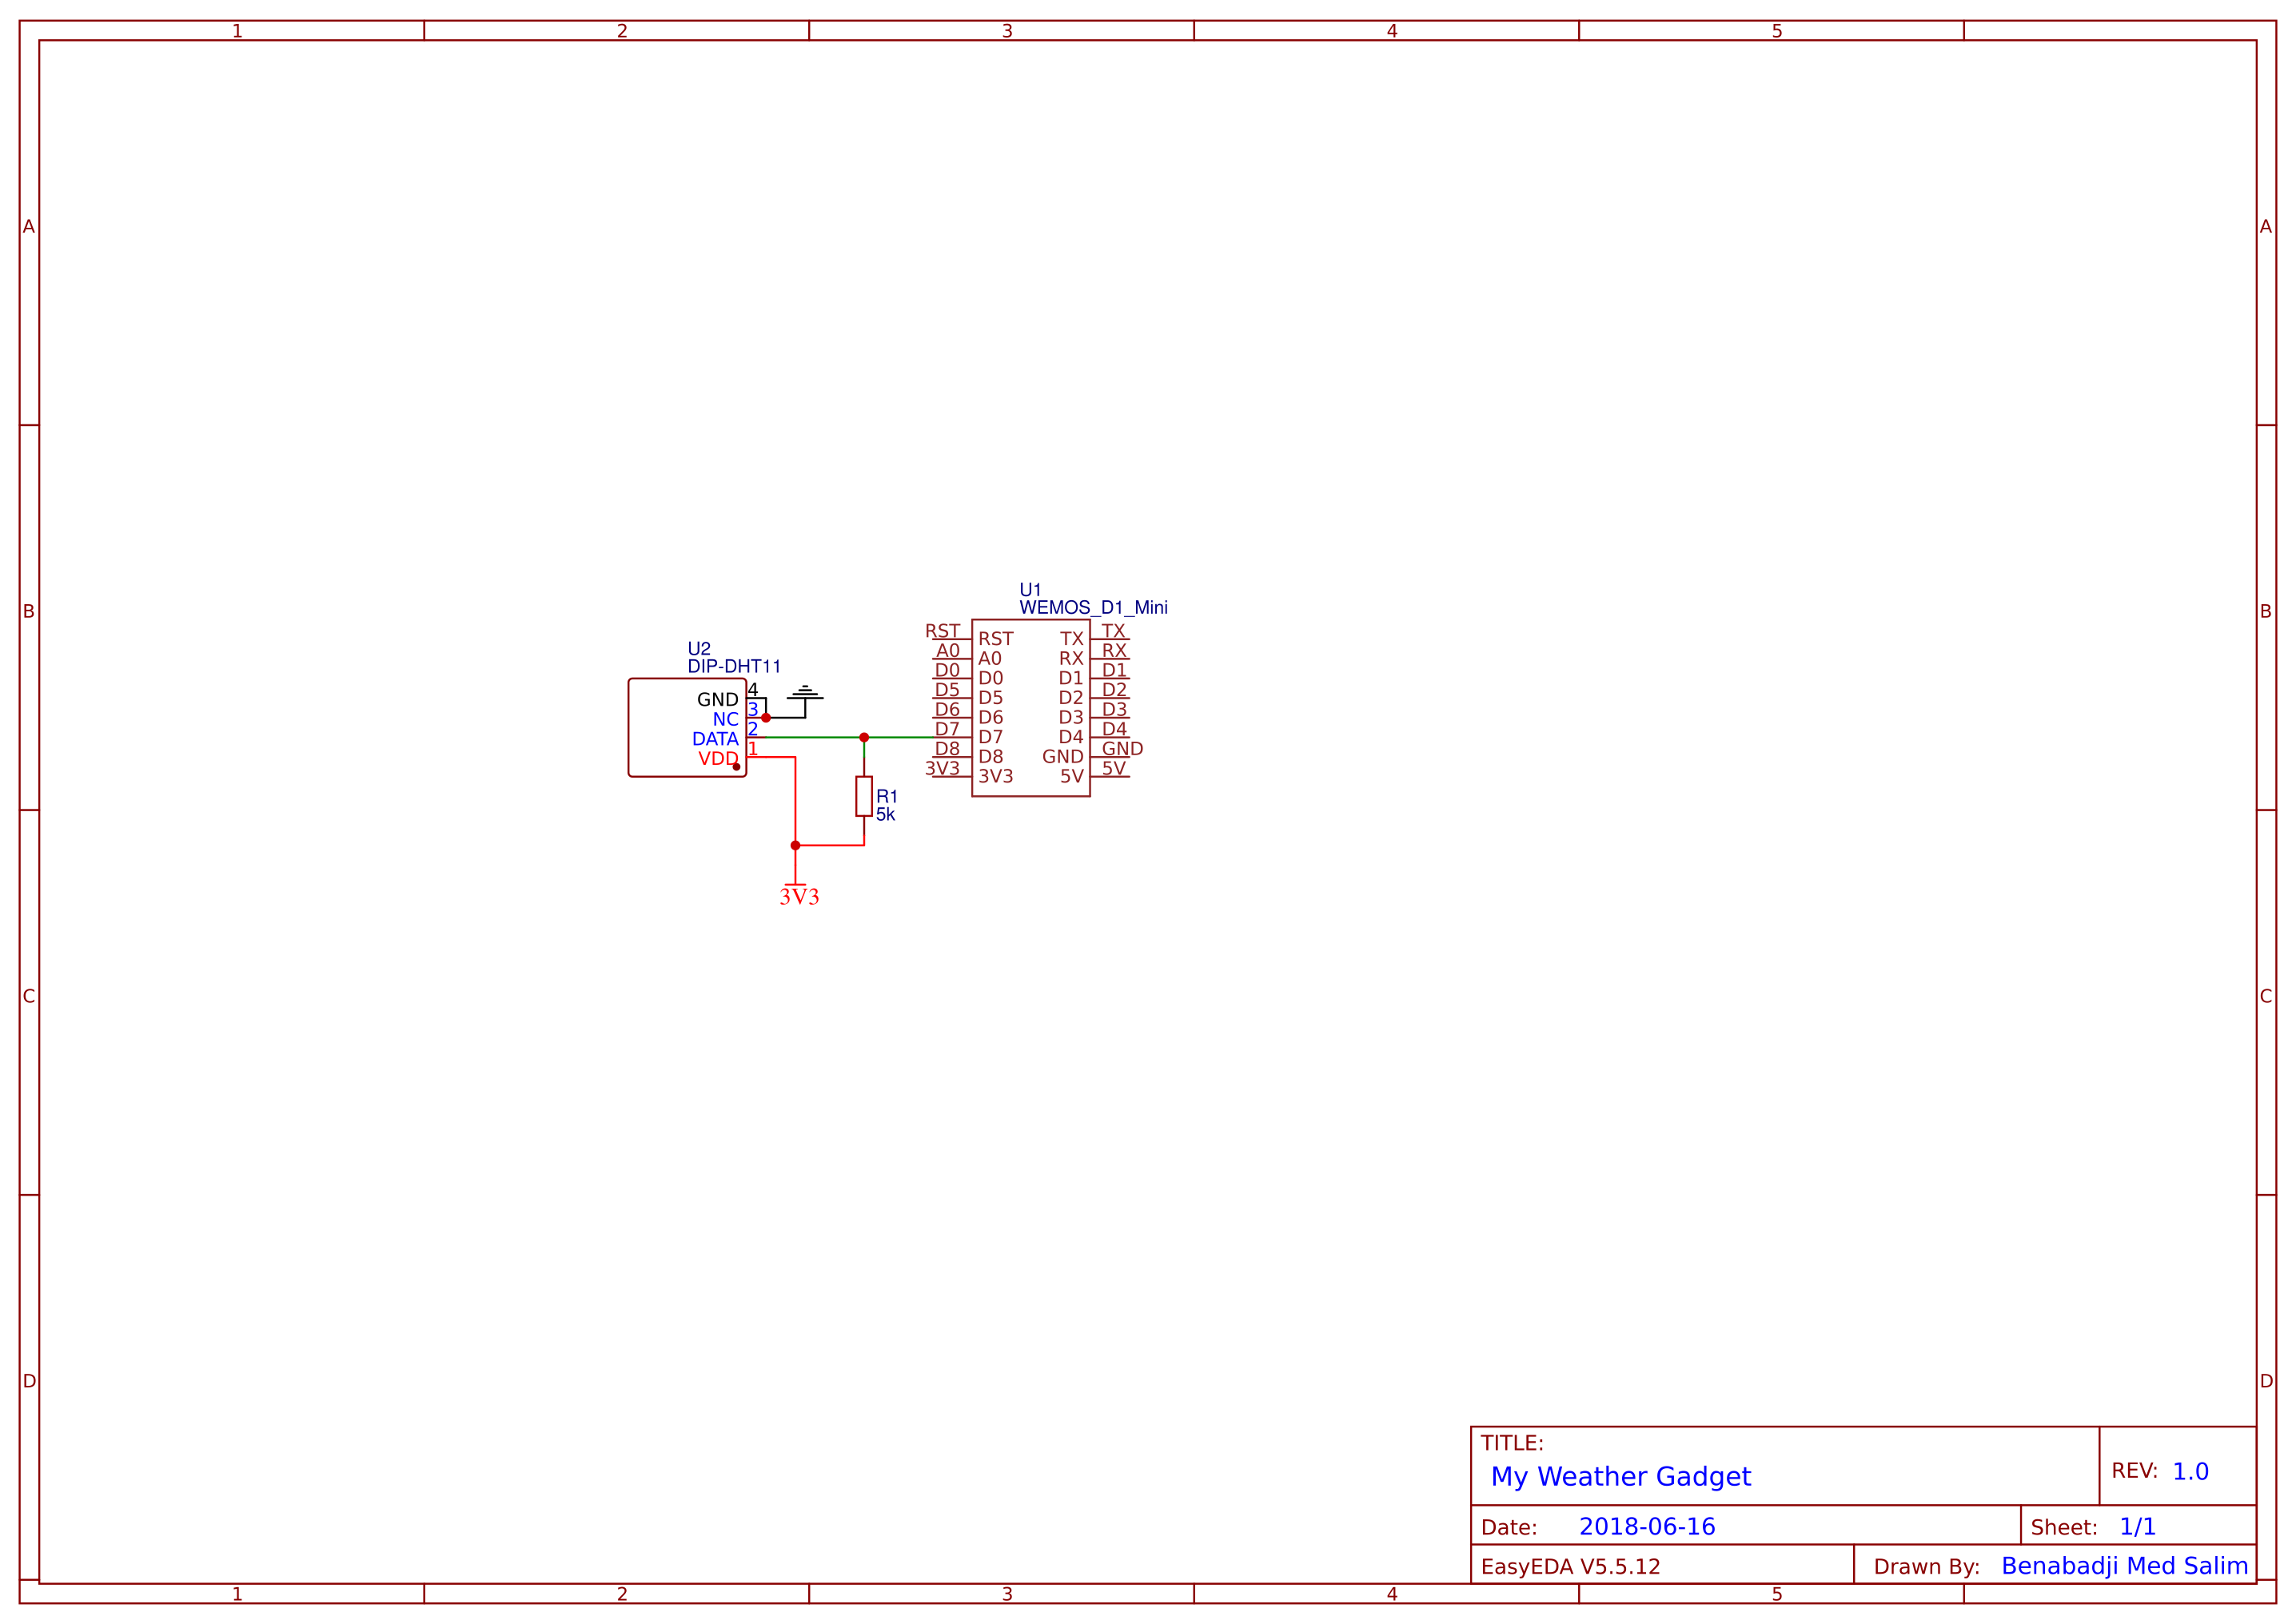 1 2 3 4 5
A A
B B
C C
D D
U1
WEMOS_D1_Mini
RST RST TX TX
A0 A0 RX RX
D0 D0 D1 D1
D5 D5 D2 D2
D6 D6 D3 D3
D7 D7 D4 D4
D8 D8 GND GND
3V3 3V3 5V 5V
U2
DIP-DHT11
GND 4
NC 3
DATA 2
VDD 1
R1
5k
3V3
TITLE:
My Weather Gadget
REV: 1.0
Date: 2018-06-16
Sheet: 1/1
EasyEDA V5.5.12
Drawn By: Benabadji Med Salim
1 2 3 4 5